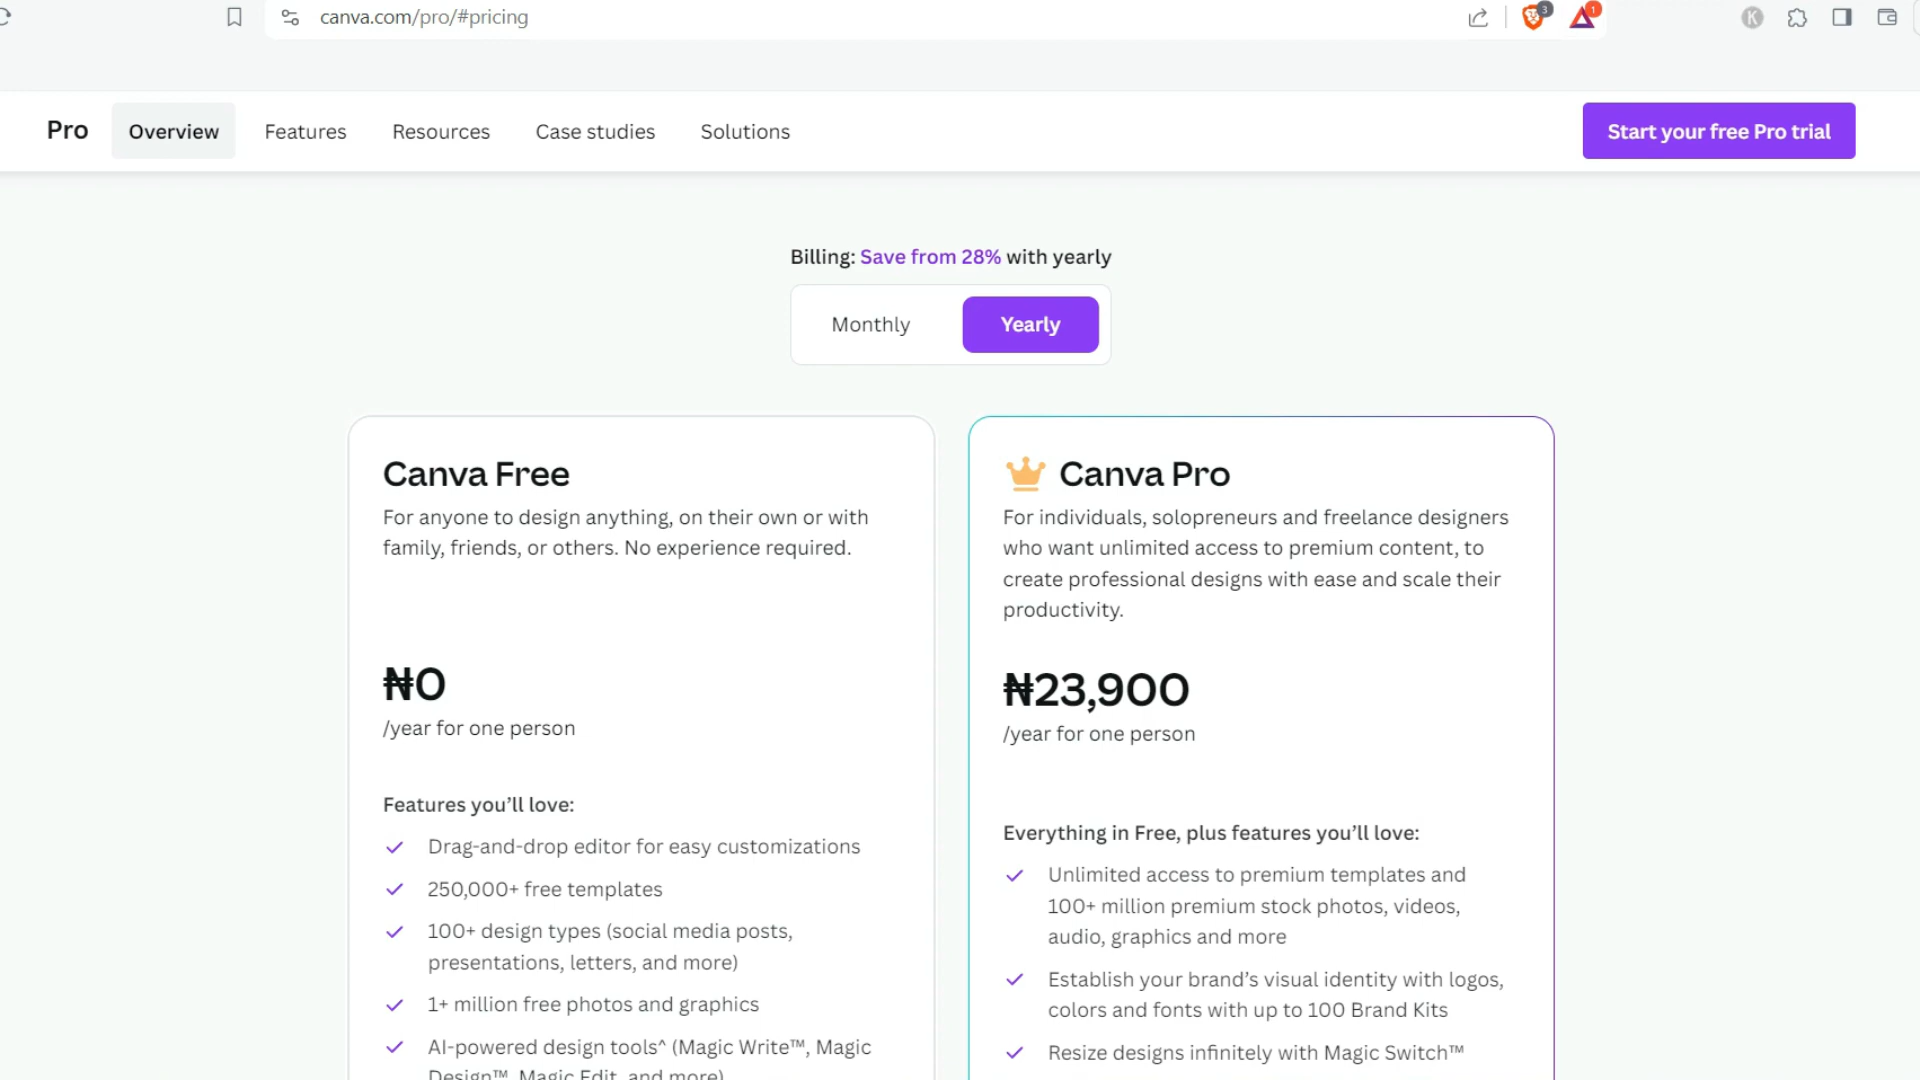 canva.com/pro/#pricing
3
1
K
Pro
Overview
Features
Resources
Case studies
Solutions
Start your free Pro trial
Billing: Save from 28% with yearly
Monthly
Yearly
Canva Free
For anyone to design anything, on their own or with
family, friends, or others. No experience required.
₦0
/year for one person
Features you’ll love:
Drag-and-drop editor for easy customizations
250,000+ free templates
100+ design types (social media posts,
presentations, letters, and more)
1+ million free photos and graphics
AI-powered design tools^ (Magic Write™, Magic
Design™, Magic Edit, and more)
Canva Pro
For individuals, solopreneurs and freelance designers
who want unlimited access to premium content, to
create professional designs with ease and scale their
productivity.
₦23,900
/year for one person
Everything in Free, plus features you’ll love:
Unlimited access to premium templates and
100+ million premium stock photos, videos,
audio, graphics and more
Establish your brand’s visual identity with logos,
colors and fonts with up to 100 Brand Kits
Resize designs infinitely with Magic Switch™